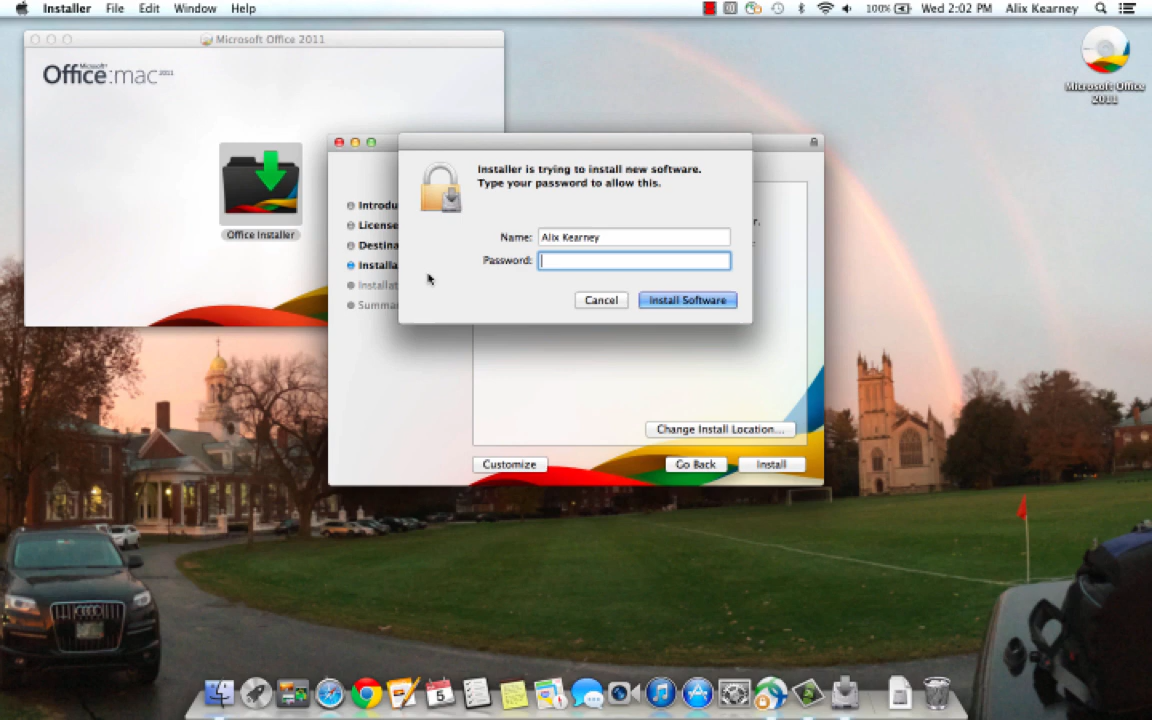 Installer File Edit Window Help
100% Wed 2:02 PM Alix Kearney
Microsoft Office 2011
Microsoft®
Office:mac 2011
Office Installer
Microsoft Office
2011
Installer is trying to install new software.
Type your password to allow this.
Name: Alix Kearney
Password:
Cancel Install Software
Introdu
License
Destina
Installa
Installat
Summar
r.
Change Install Location...
Customize Go Back Install
5